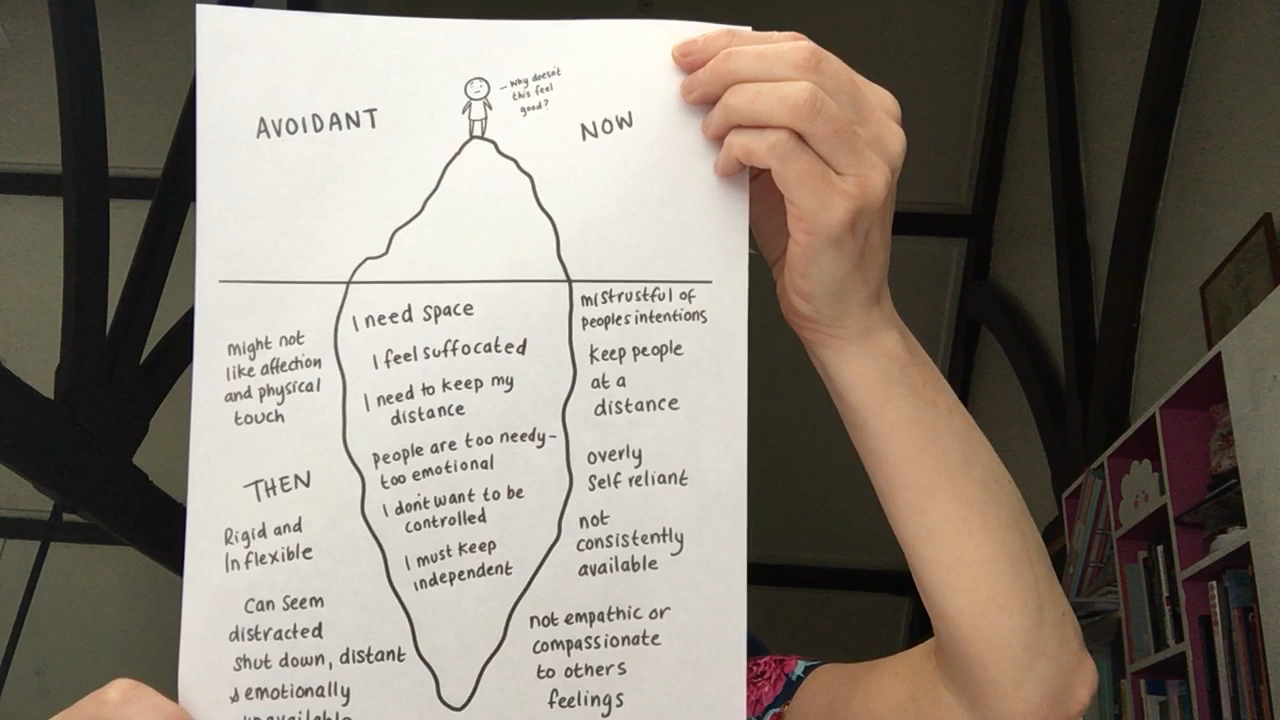 AVOIDANT
- Why doesn't
this feel
good?
NOW
might not
like affection
and physical
touch
THEN
Rigid and
Inflexible
Can Seem
distracted
shut down, distant
& emotionally
unavailable
I need space
I feel suffocated
I need to keep my
distance
people are too needy-
too emotional
I don't want to be
controlled
I must keep
independent
mistrustful of
peoples intentions
Keep people
at a
distance
overly
Self reliant
not
consistently
available
not empathic or
compassionate
to others
feelings